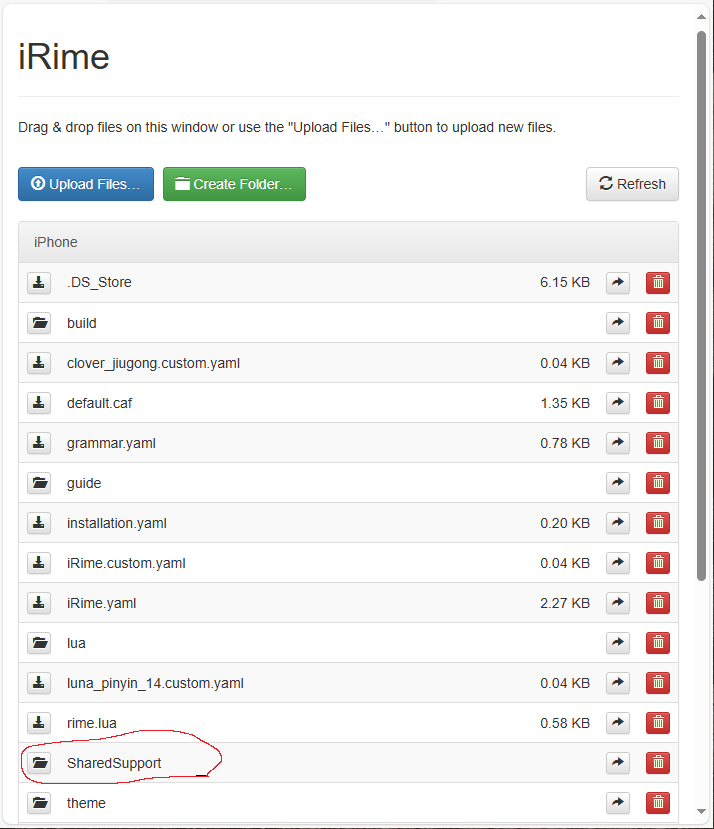 iRime
Drag & drop files on this window or use the "Upload Files…" button to upload new files.
Upload Files… Create Folder… Refresh
iPhone
.DS_Store 6.15 KB
build
clover_jiugong.custom.yaml 0.04 KB
default.caf 1.35 KB
grammar.yaml 0.78 KB
guide
installation.yaml 0.20 KB
iRime.custom.yaml 0.04 KB
iRime.yaml 2.27 KB
lua
luna_pinyin_14.custom.yaml 0.04 KB
rime.lua 0.58 KB
SharedSupport
theme